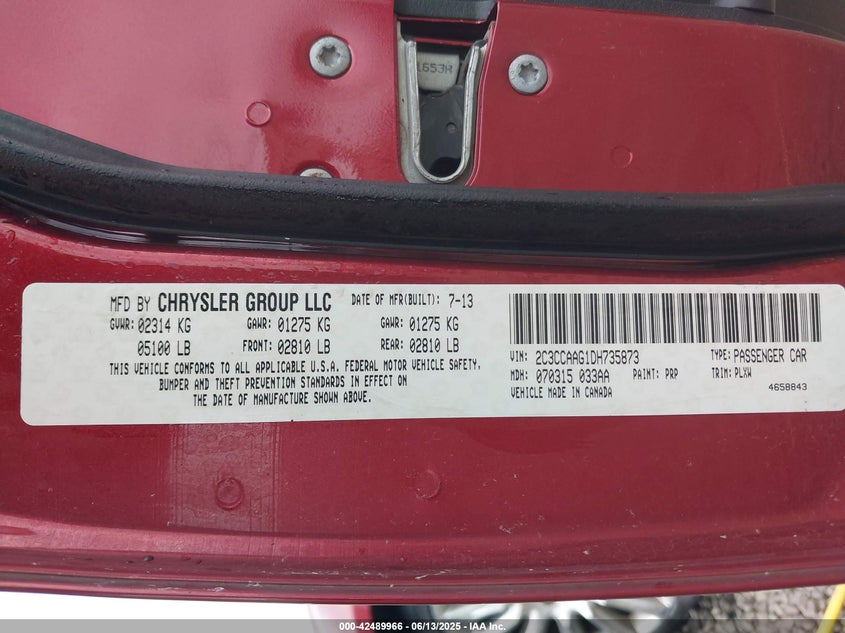 1653A
MFD BY CHRYSLER GROUP LLC DATE OF MFR(BUILT): 7-13
GVWR: 02314 KG GAWR: 01275 KG GAWR: 01275 KG
05100 LB FRONT: 02810 LB REAR: 02810 LB
THIS VEHICLE CONFORMS TO ALL APPLICABLE U.S.A. FEDERAL MOTOR VEHICLE SAFETY,
BUMPER AND THEFT PREVENTION STANDARDS IN EFFECT ON
THE DATE OF MANUFACTURE SHOWN ABOVE.
VIN: 2C3CCAAG1DH735873 TYPE: PASSENGER CAR
MDH: 070315 033AA PAINT: PRP TRIM: PLXW
VEHICLE MADE IN CANADA 4658843
000-42489966 - 06/13/2025 - © IAA